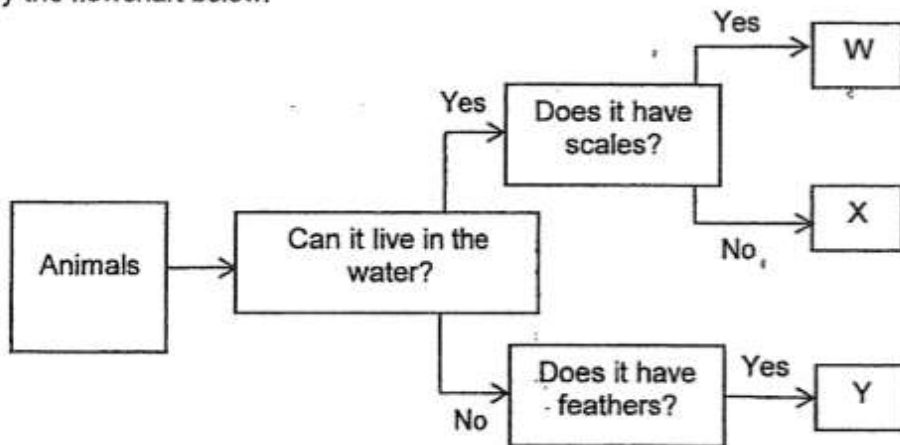 Yes
W
Yes
Does it have
scales?
Animals
Can it live in the
water?
X
No
Does it have
feathers?
Yes
Y
No